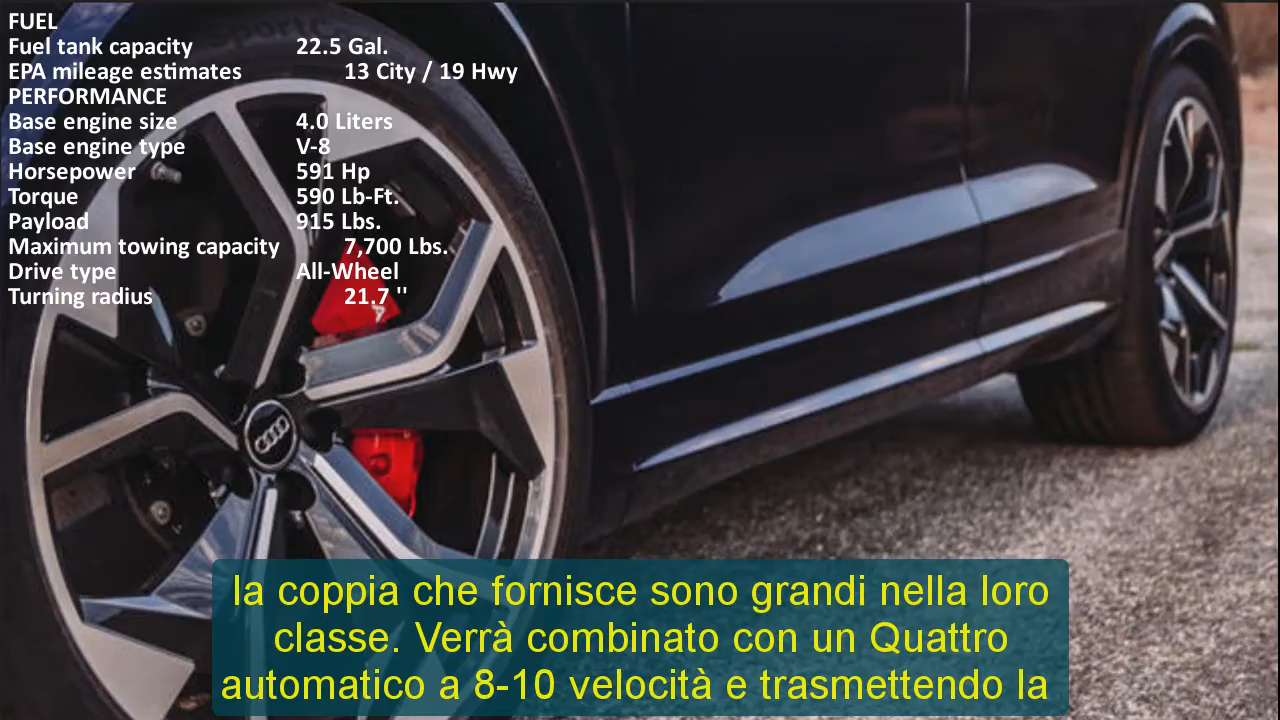 FUEL
Fuel tank capacity 22.5 Gal.
EPA mileage estimates 13 City / 19 Hwy
PERFORMANCE
Base engine size 4.0 Liters
Base engine type V-8
Horsepower 591 Hp
Torque 590 Lb-Ft.
Payload 915 Lbs.
Maximum towing capacity 7,700 Lbs.
Drive type All-Wheel
Turning radius 21.7 ''
la coppia che fornisce sono grandi nella loro
classe. Verrà combinato con un Quattro
automatico a 8-10 velocità e trasmettendo la